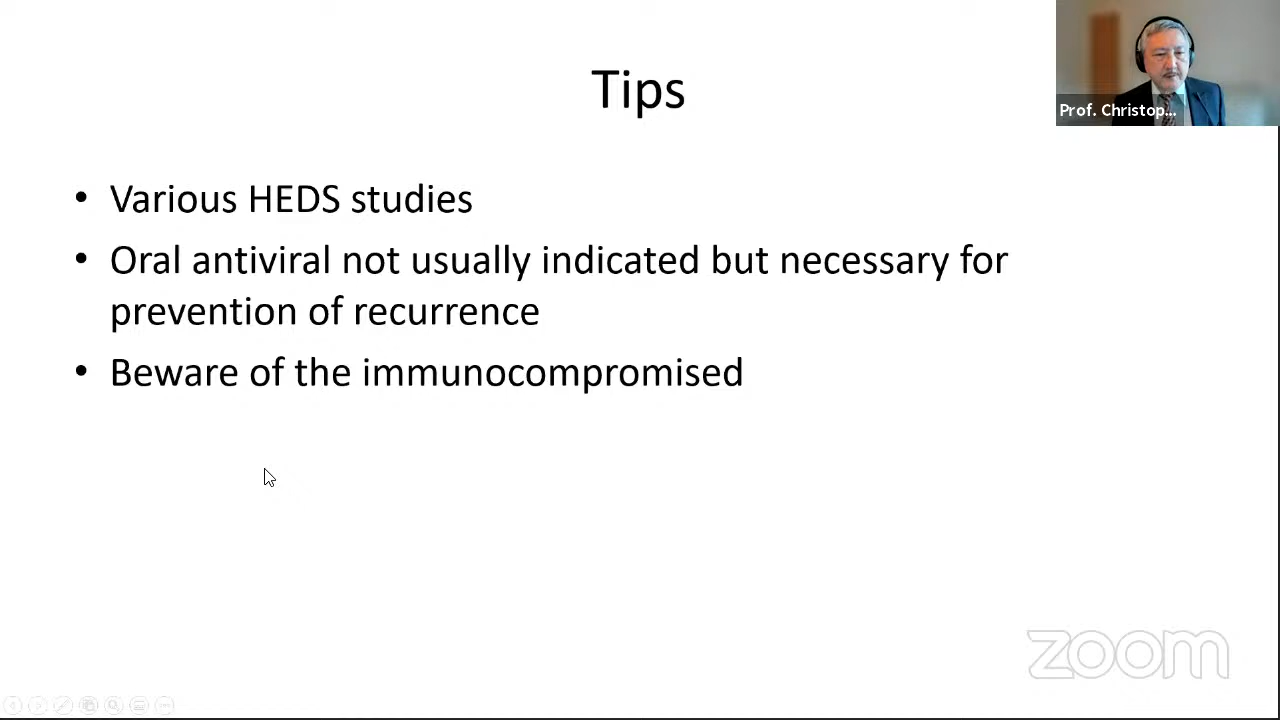 Tips
Prof. Christop...
• Various HEDS studies
• Oral antiviral not usually indicated but necessary for
prevention of recurrence
• Beware of the immunocompromised
zoom